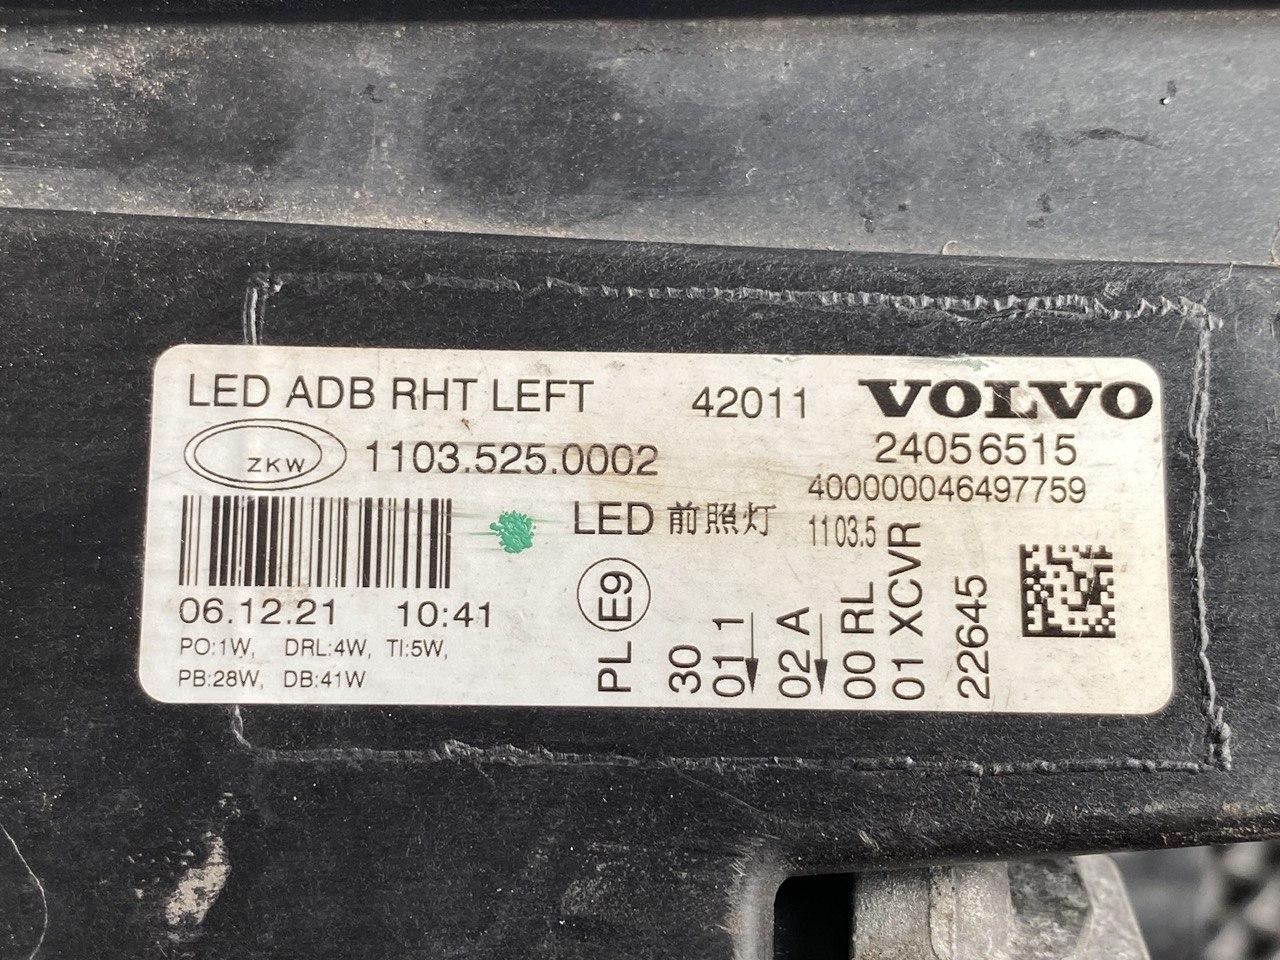 LED ADB RHT LEFT 42011 VOLVO
ZKW 1103.525.0002 24056515
400000046497759
LED 前照灯 1103.5
06.12.21 10:41
PO:1W, DRL:4W, TI:5W,
PB:28W, DB:41W
PL E9
30
01 1
02 A
00 RL
01 XCVR
22645